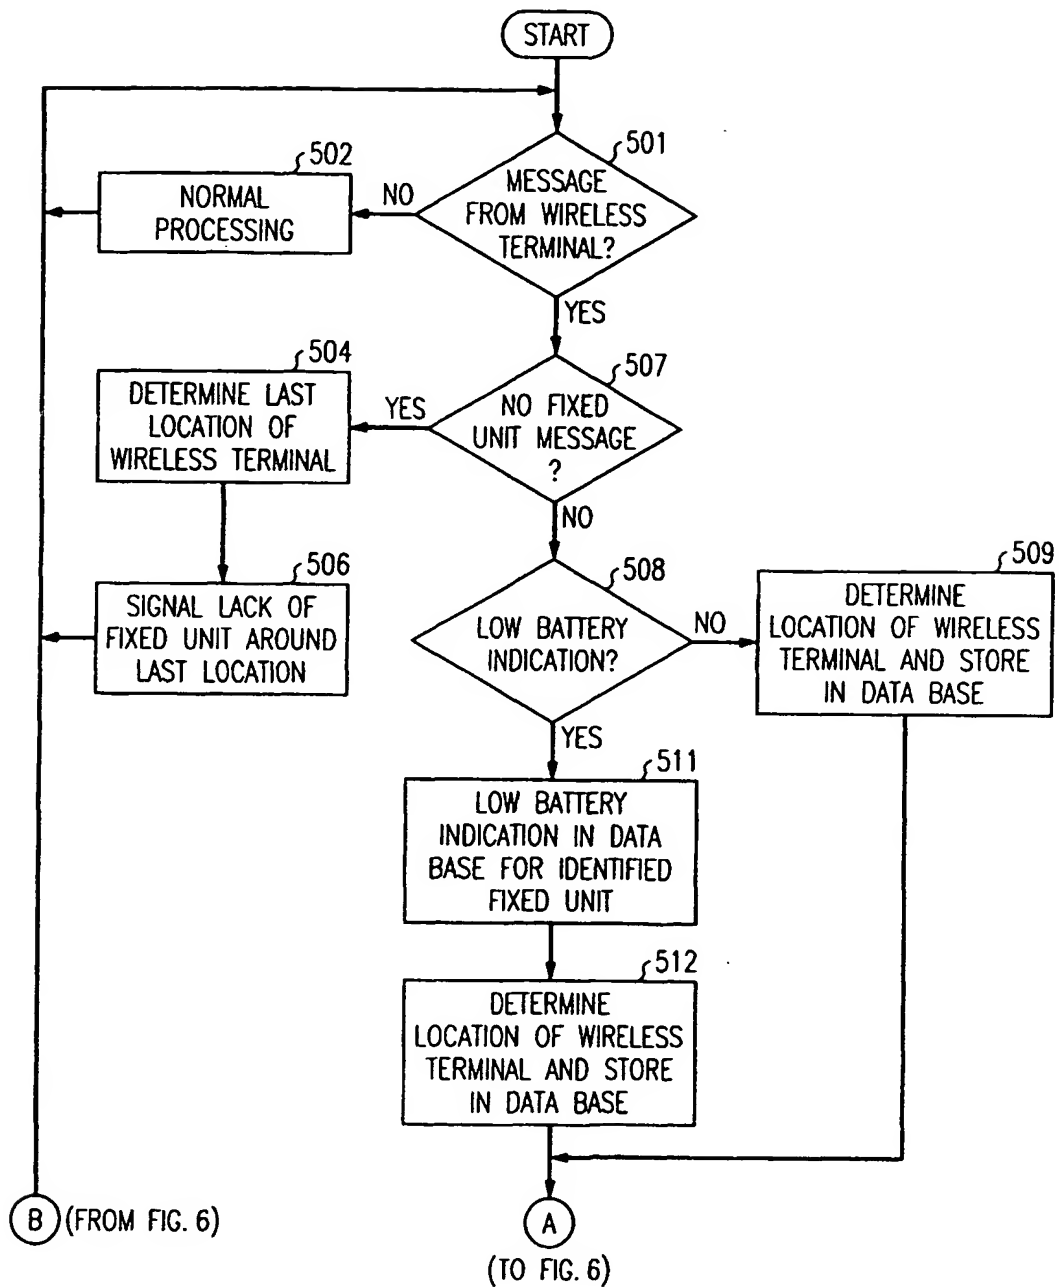 START
501
MESSAGE
FROM WIRELESS
TERMINAL?
NO
502
NORMAL
PROCESSING
YES
507
NO FIXED
UNIT MESSAGE
?
YES
504
DETERMINE LAST
LOCATION OF
WIRELESS TERMINAL
506
SIGNAL LACK OF
FIXED UNIT AROUND
LAST LOCATION
NO
508
LOW BATTERY
INDICATION?
NO
509
DETERMINE
LOCATION OF WIRELESS
TERMINAL AND STORE
IN DATA BASE
YES
511
LOW BATTERY
INDICATION IN DATA
BASE FOR IDENTIFIED
FIXED UNIT
512
DETERMINE
LOCATION OF WIRELESS
TERMINAL AND STORE
IN DATA BASE
B (FROM FIG. 6)
A
(TO FIG. 6)